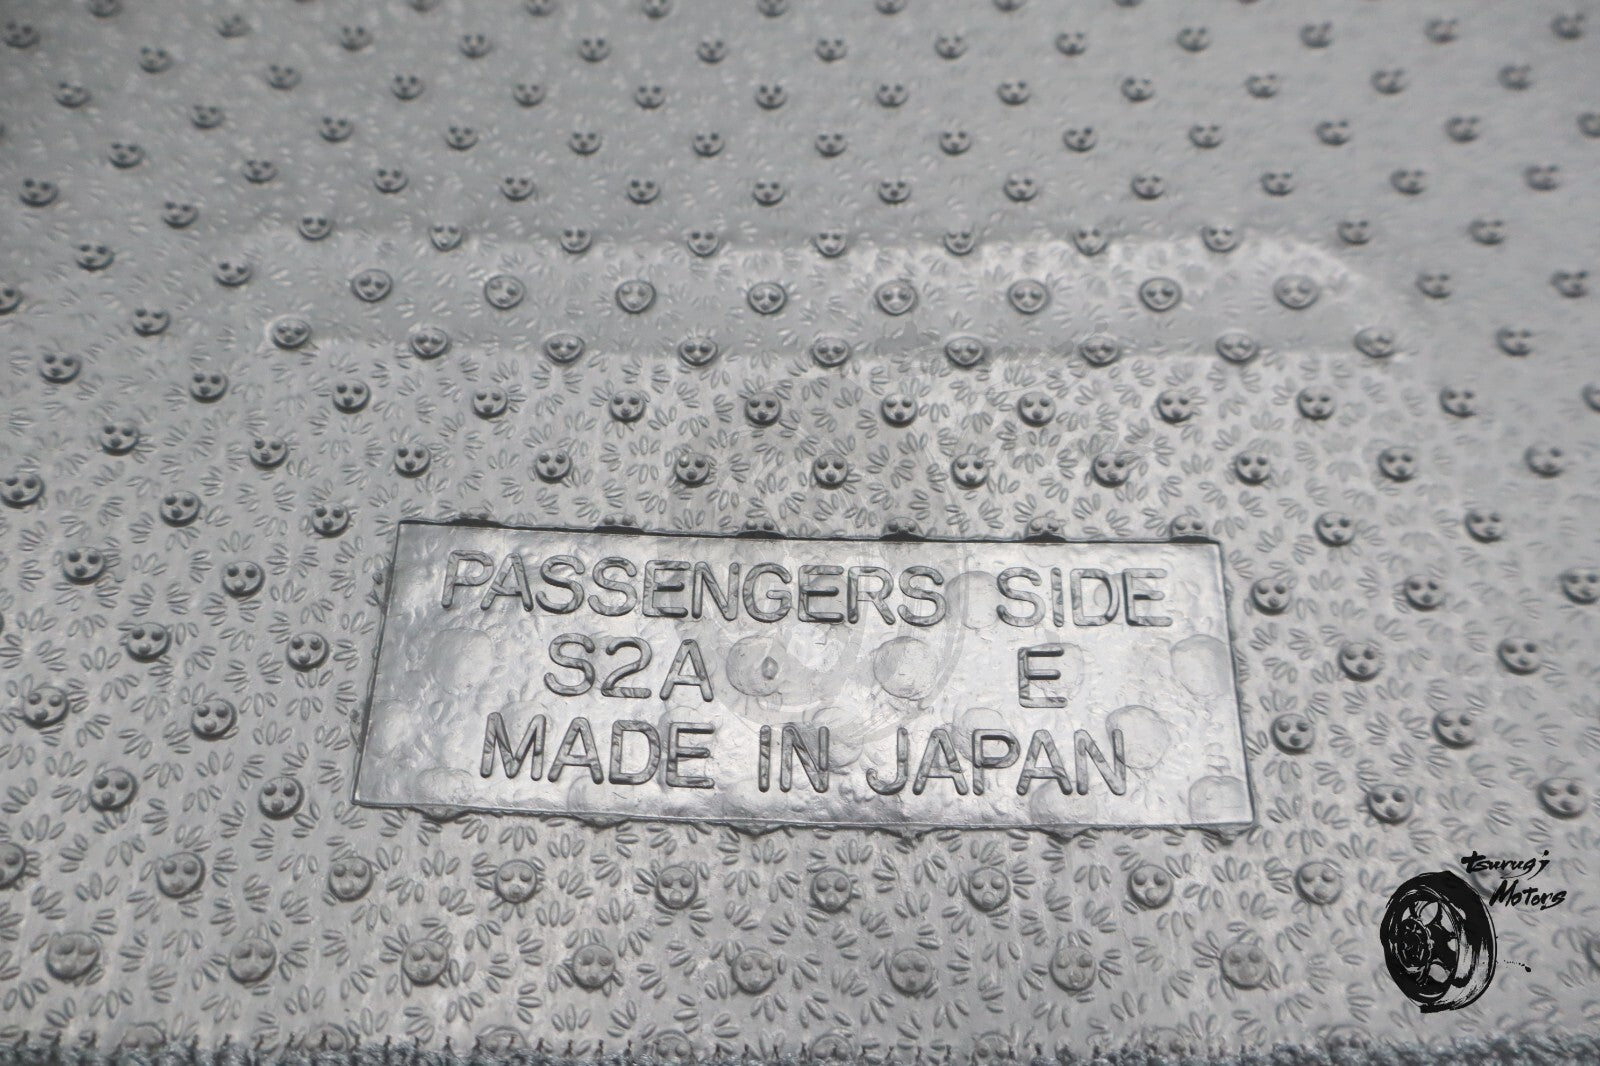 PASSENGERS SIDE
S2A E
MADE IN JAPAN
tsurugi
Motors